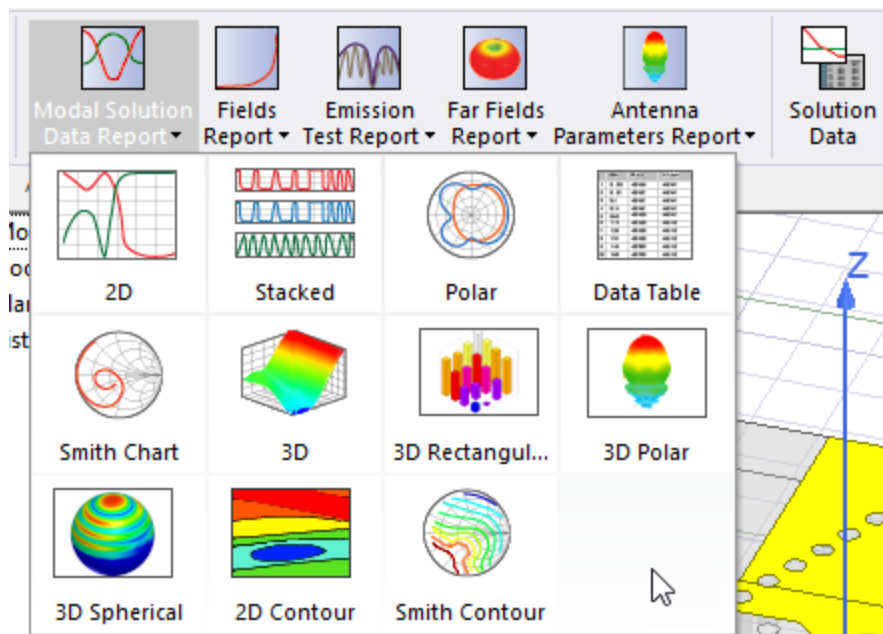 Modal Solution
Data Report
Fields
Report
Emission
Test Report
Far Fields
Report
Antenna
Parameters Report
Solution
Data
2D
Stacked
Polar
Data Table
Smith Chart
3D
3D Rectangul...
3D Polar
3D Spherical
2D Contour
Smith Contour
Z